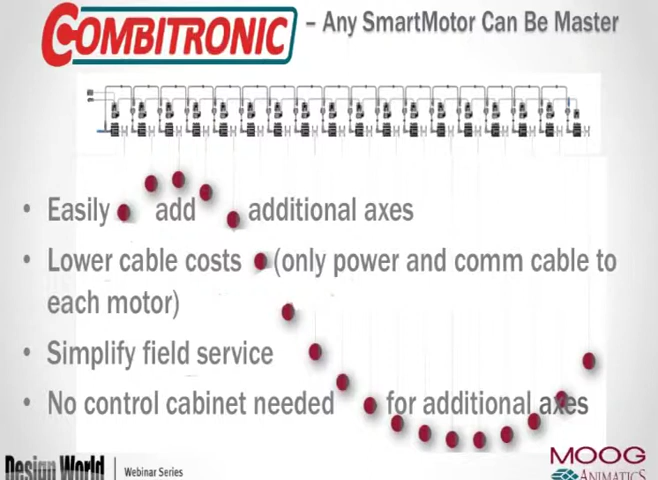 COMBITRONIC – Any SmartMotor Can Be Master
• Easily add additional axes
• Lower cable costs (only power and comm cable to
each motor)
• Simplify field service
• No control cabinet needed for additional axes
Design World Webinar Series
MOOG
ANIMATICS